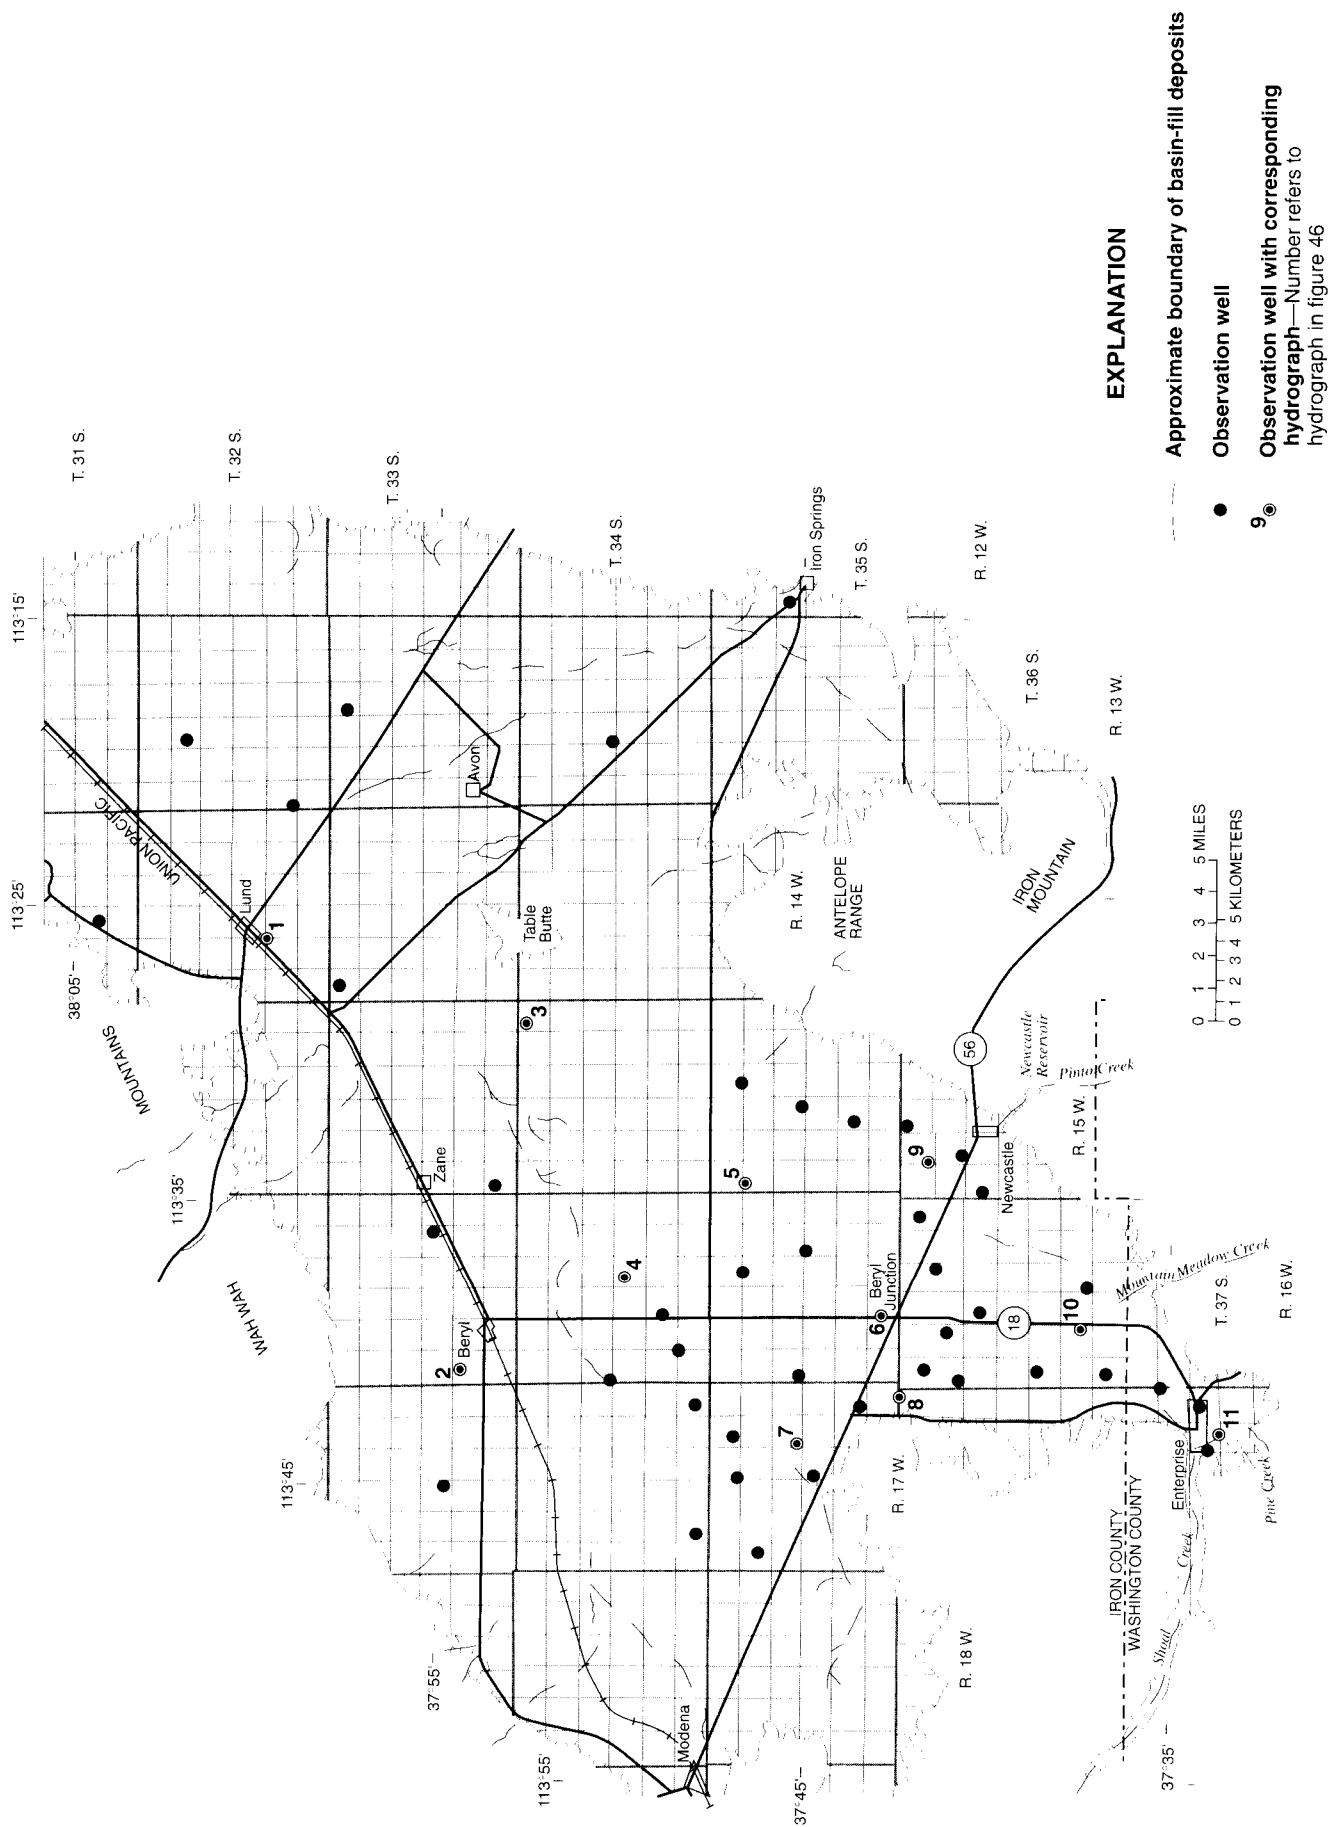 T. 31 S.
T. 32 S.
T. 33 S.
T. 34 S.
T. 35 S.
T. 36 S.
T. 37 S.
R. 12 W.
R. 13 W.
R. 14 W.
R. 15 W.
R. 16 W.
R. 17 W.
R. 18 W.
113°15'
113°25'
113°35'
113°45'
113°55'
38°05'
37°55'
37°45'
37°35'
UNION PACIFIC
Lund
1
MOUNTAINS
WAH WAH
Zane
2
Beryl
Avon
Table
Butte
3
4
5
Iron Springs
ANTELOPE
RANGE
IRON
MOUNTAIN
56
Newcastle
Reservoir
Pinto Creek
Newcastle
9
Beryl
Junction
6
7
8
18
10
Mountain Meadow Creek
11
Enterprise
Pine Creek
Shoal Creek
IRON COUNTY
WASHINGTON COUNTY
Modena
0 1 2 3 4 5 MILES
0 1 2 3 4 5 KILOMETERS
EXPLANATION
Approximate boundary of basin-fill deposits
Observation well
9
Observation well with corresponding
hydrograph—Number refers to
hydrograph in figure 46